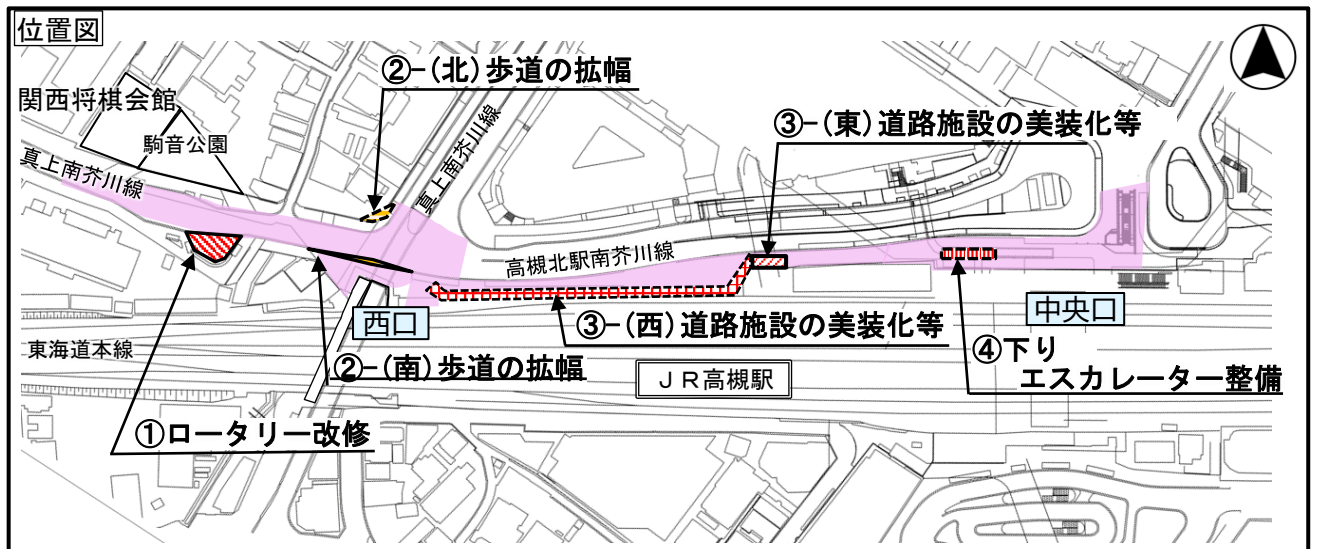 位置図
②-(北)歩道の拡幅
関西将棋会館
駒音公園
③-(東)道路施設の美装化等
真上南芥川線
真上南芥川線
高槻北駅南芥川線
西口
中央口
③-(西)道路施設の美装化等
東海道本線
②-(南)歩道の拡幅
JR高槻駅
④下り
エスカレーター整備
①ロータリー改修